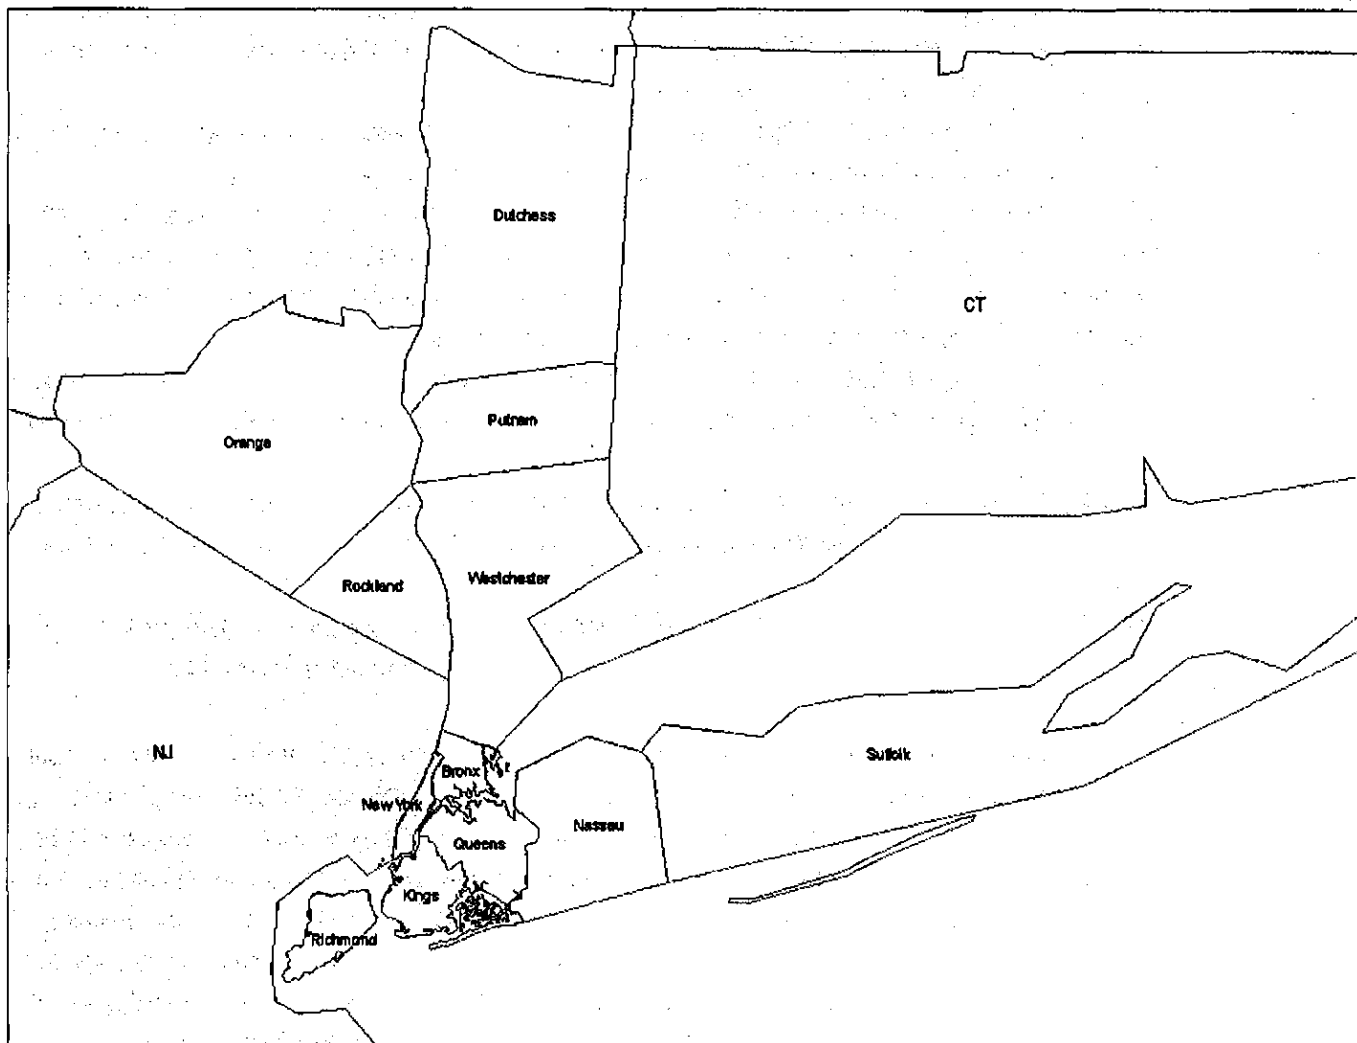 Dutchess
CT
Putnam
Orange
Rockland
Westchester
NJ
Suffolk
Bronx
New York
Nassau
Queens
Kings
Richmond